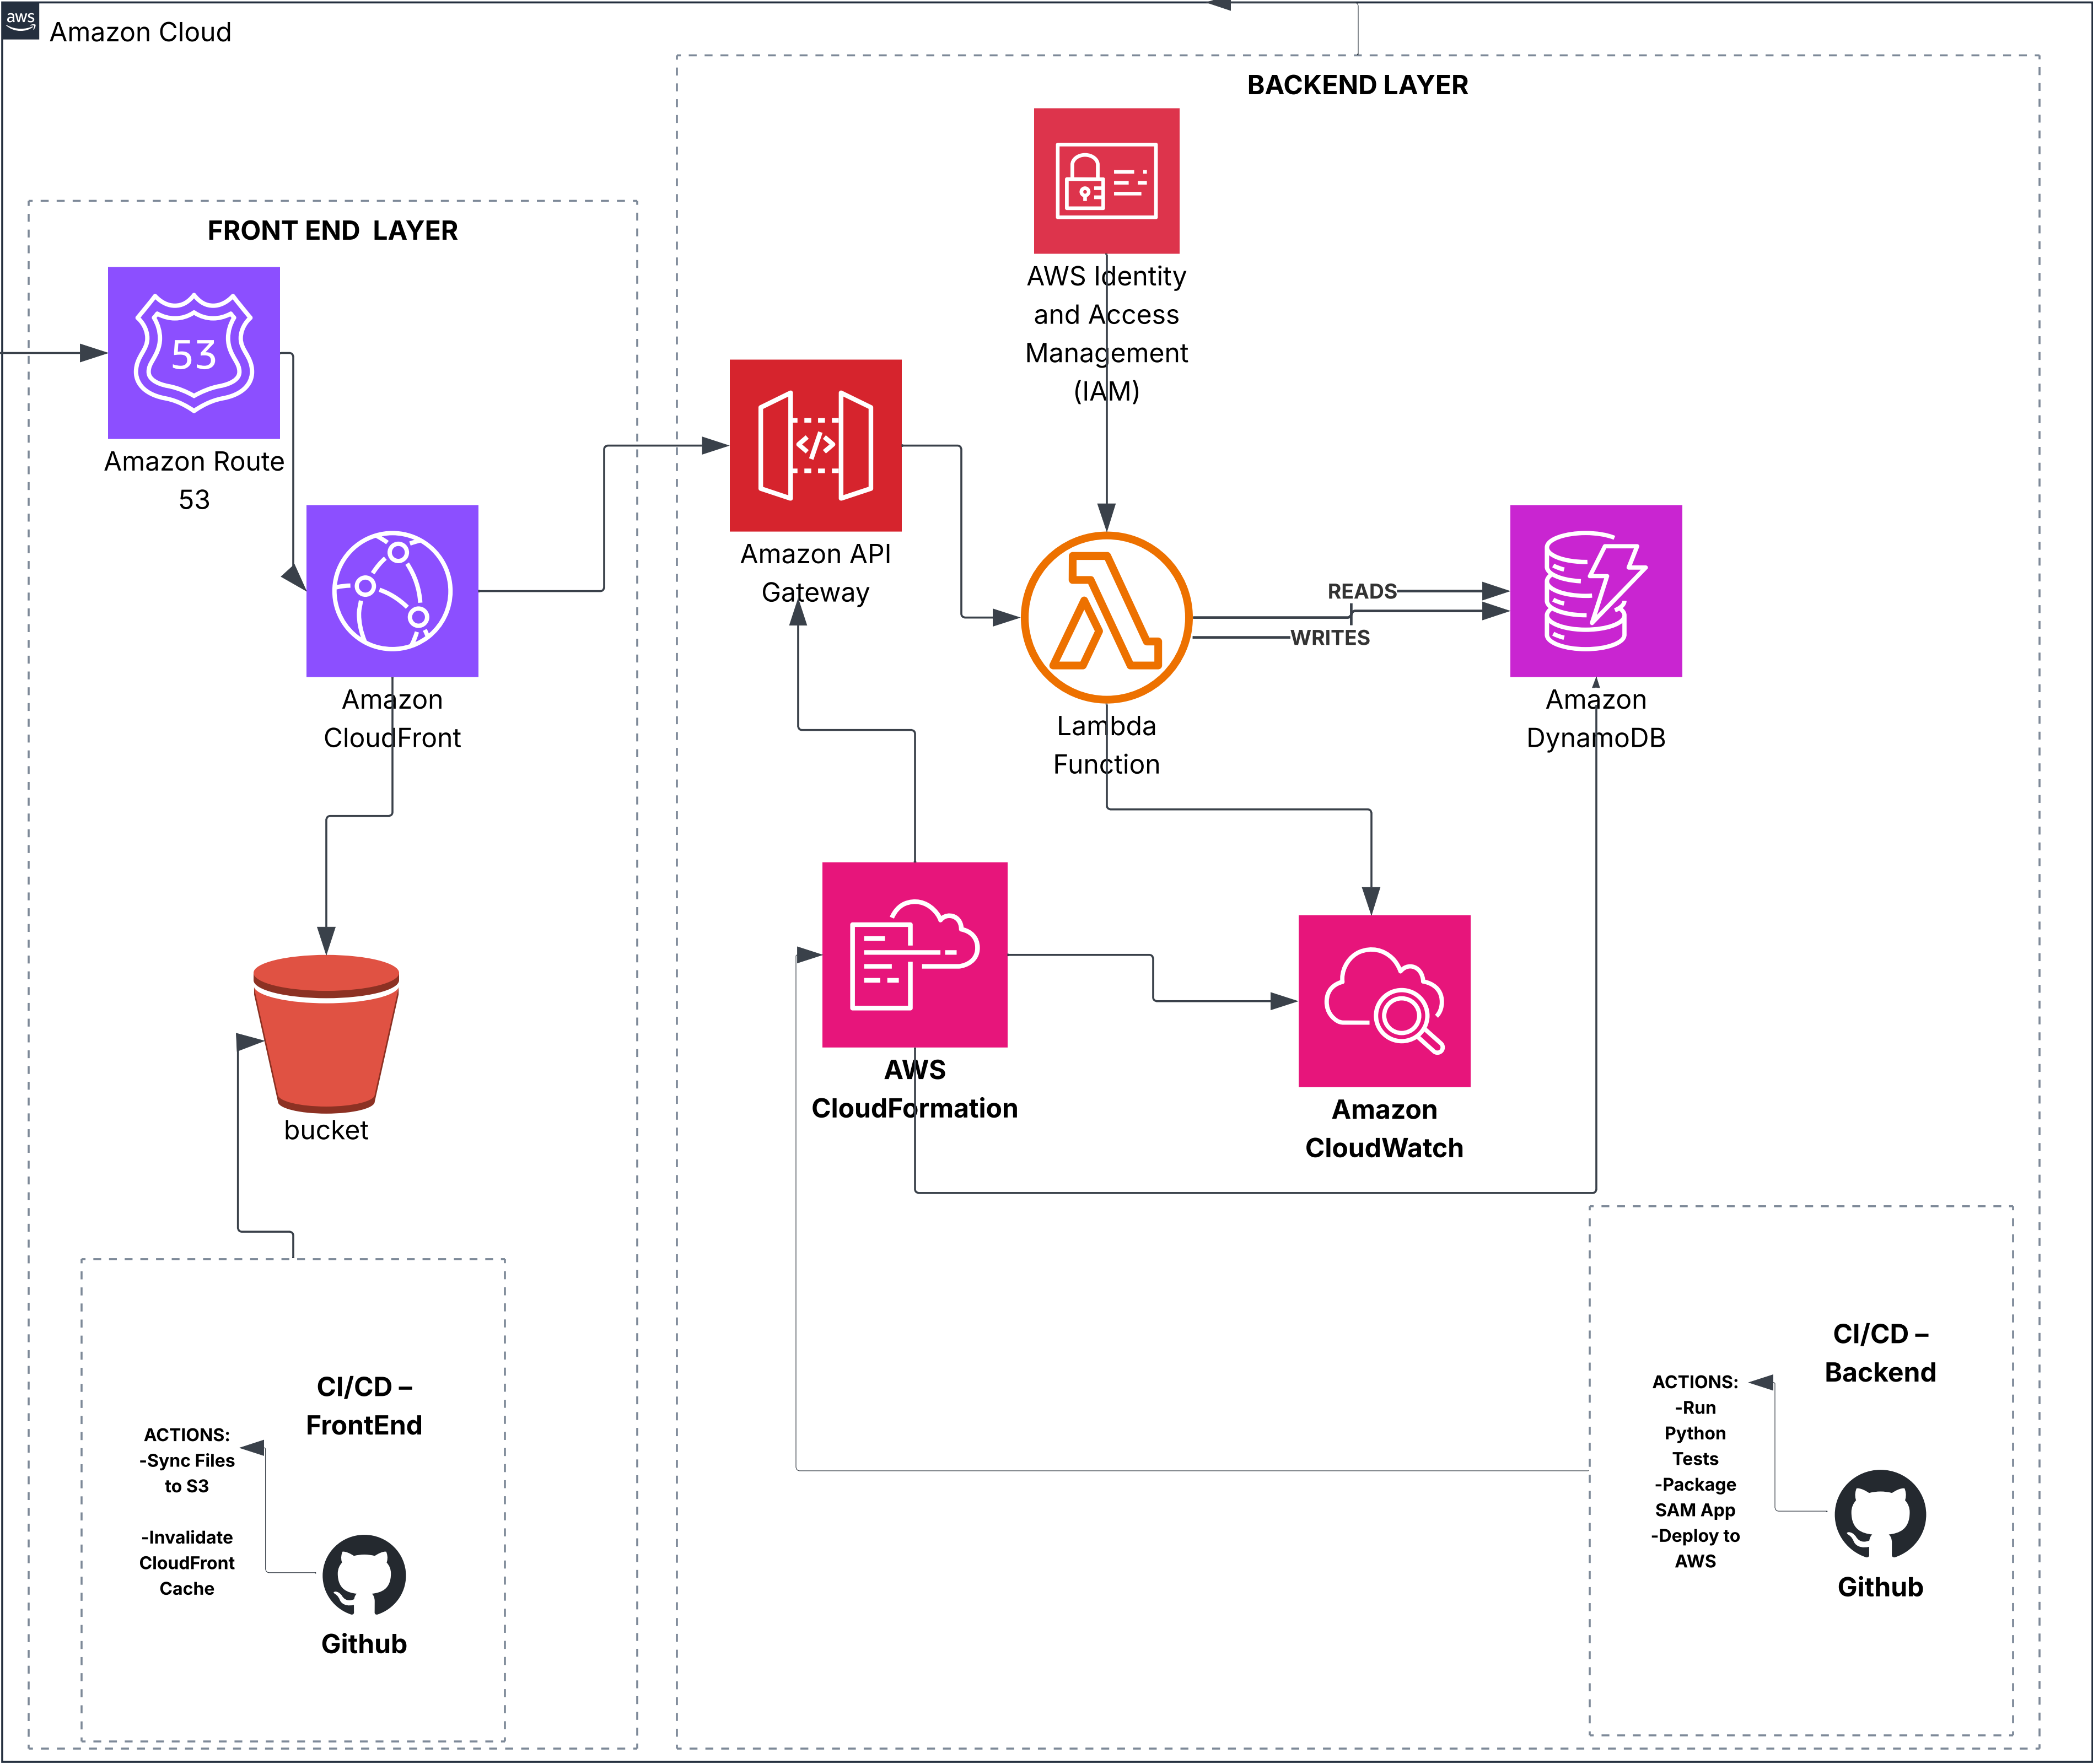 aws
Amazon Cloud
BACKEND LAYER
FRONT END  LAYER
AWS Identity
and Access
Management
(IAM)
53
Amazon Route
53
</>
Amazon API
Gateway
Amazon
CloudFront
READS
WRITES
Lambda
Function
Amazon
DynamoDB
bucket
AWS
CloudFormation
Amazon
CloudWatch
CI/CD –
FrontEnd
ACTIONS:
-Sync Files
to S3
-Invalidate
CloudFront
Cache
Github
CI/CD –
Backend
ACTIONS:
-Run
Python
Tests
-Package
SAM App
-Deploy to
AWS
Github